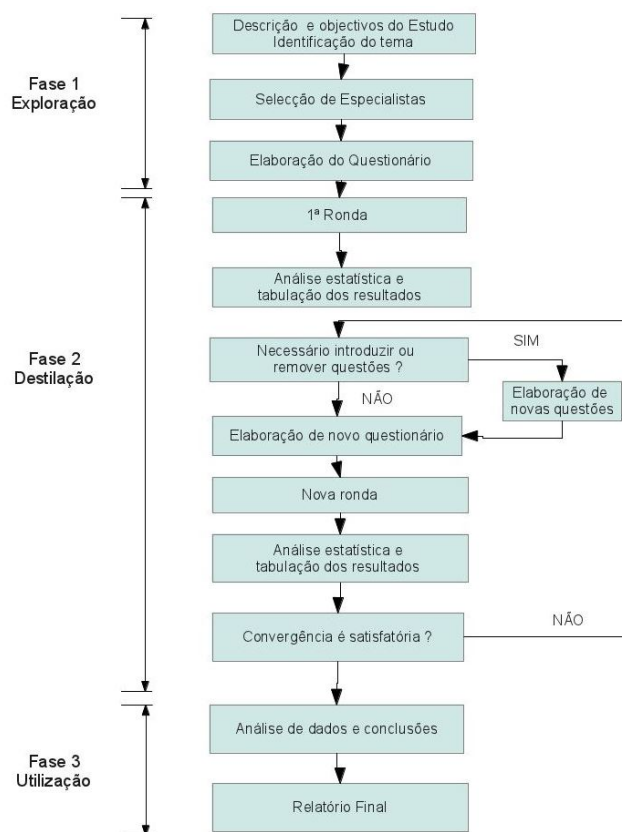 Descrição e objectivos do Estudo
Identificação do tema
Fase 1
Exploração
Selecção de Especialistas
Elaboração do Questionário
1ª Ronda
Análise estatística e
tabulação dos resultados
Fase 2
Destilação
Necessário introduzir ou
remover questões ?
SIM
NÃO
Elaboração de
novas questões
Elaboração de novo questionário
Nova ronda
Análise estatística e
tabulação dos resultados
Convergência é satisfatória ?
NÃO
Fase 3
Utilização
Análise de dados e conclusões
Relatório Final